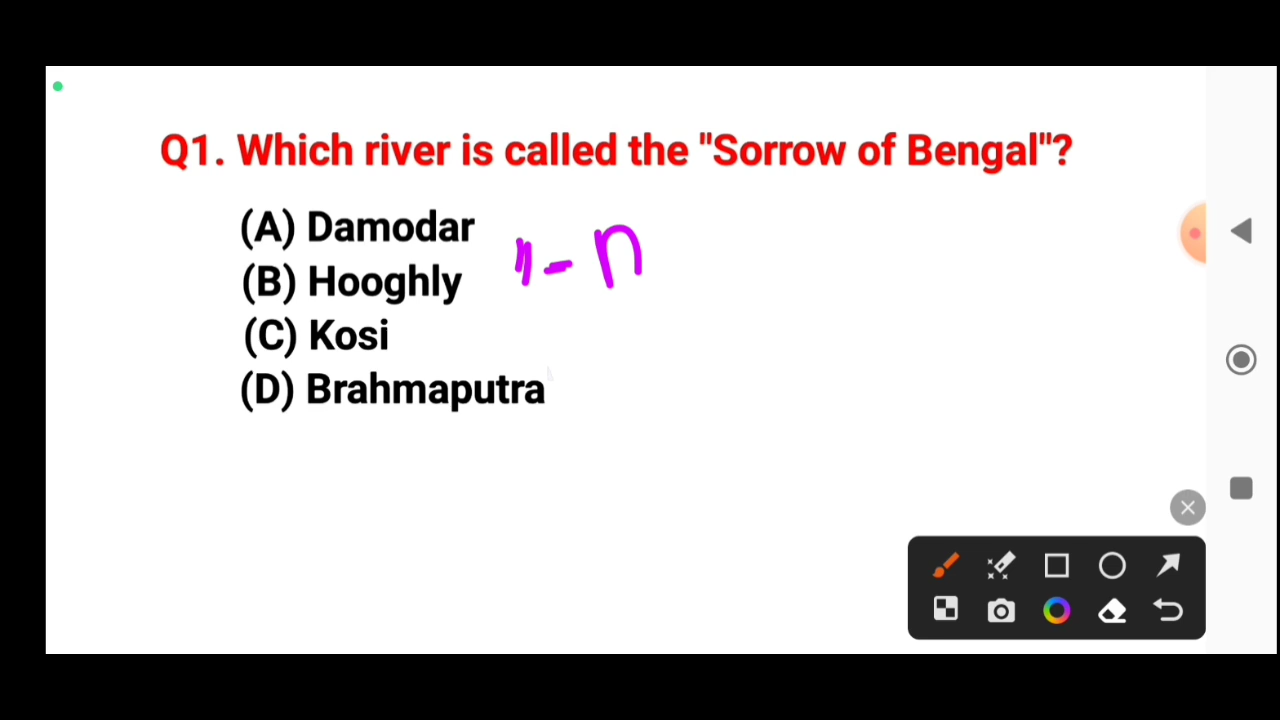 Q1. Which river is called the "Sorrow of Bengal"?
(A) Damodar
(B) Hooghly
(C) Kosi
(D) Brahmaputra